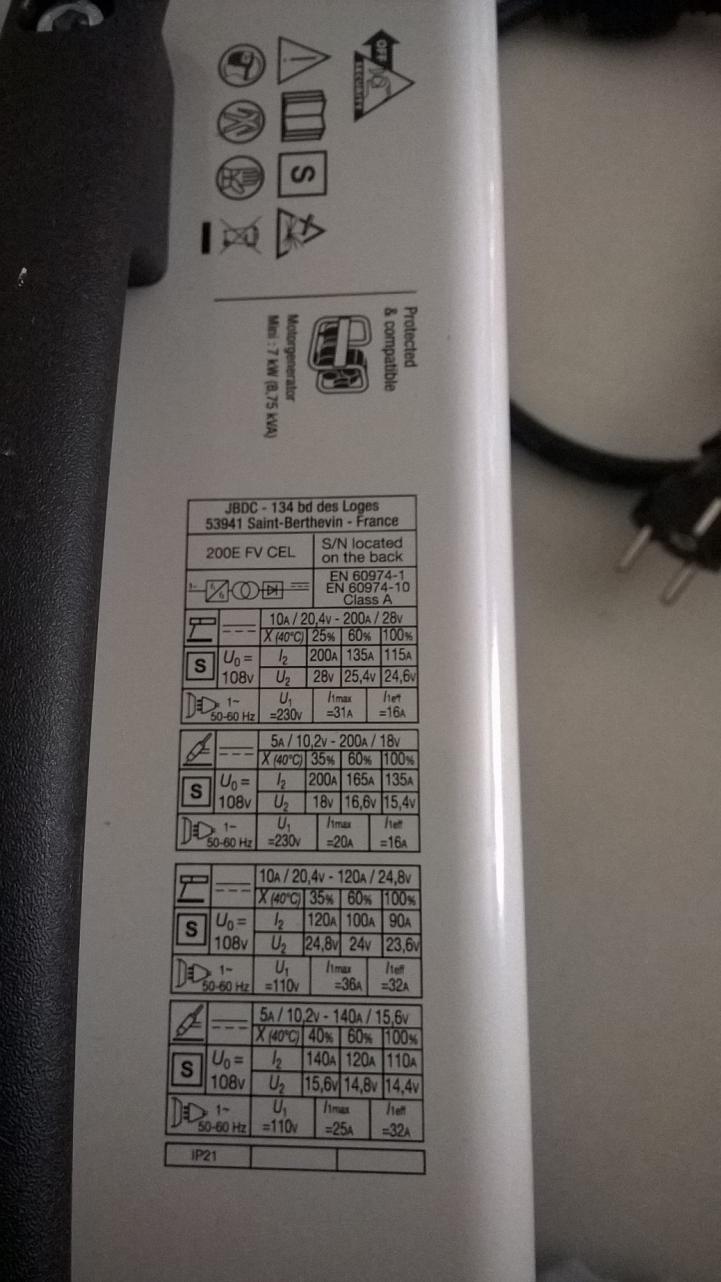 OFF
SECURITE
S
Protected
& compatible
Motorgenerator
Mini : 7 kW (8,75 kVA)
JBDC - 134 bd des Loges
53941 Saint-Berthevin - France
200E FV CEL
S/N located
on the back
1~
EN 60974-1
EN 60974-10
Class A
10A / 20,4V - 200A / 28V
X (40°C) 25% 60% 100%
S U0 = 108V I2 200A 135A 115A
U2 28V 25,4V 24,6V
1~ 50-60 Hz U1 =230V I1max =31A I1eff =16A
5A / 10,2V - 200A / 18V
X (40°C) 35% 60% 100%
S U0 = 108V I2 200A 165A 135A
U2 18V 16,6V 15,4V
1~ 50-60 Hz U1 =230V I1max =20A I1eff =16A
10A / 20,4V - 120A / 24,8V
X (40°C) 35% 60% 100%
S U0 = 108V I2 120A 100A 90A
U2 24,8V 24V 23,6V
1~ 50-60 Hz U1 =110V I1max =36A I1eff =32A
5A / 10,2V - 140A / 15,6V
X (40°C) 40% 60% 100%
S U0 = 108V I2 140A 120A 110A
U2 15,6V 14,8V 14,4V
1~ 50-60 Hz U1 =110V I1max =25A I1eff =32A
IP21